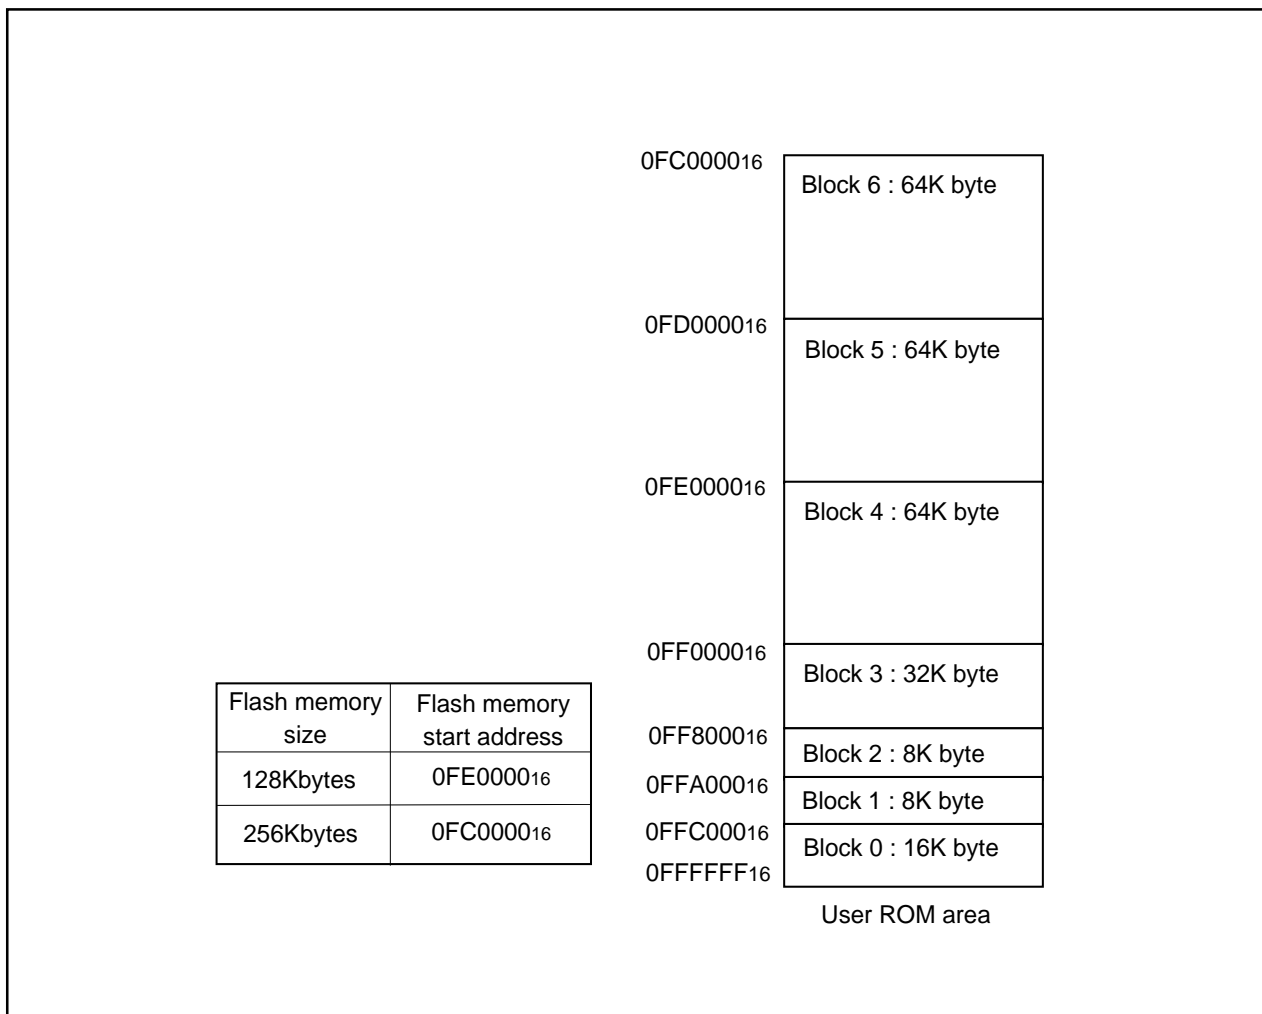 0FC000016
Block 6 : 64K byte
0FD000016
Block 5 : 64K byte
0FE000016
Block 4 : 64K byte
0FF000016
Block 3 : 32K byte
0FF800016
Block 2 : 8K byte
0FFA00016
Block 1 : 8K byte
0FFC00016
Block 0 : 16K byte
0FFFFFF16
User ROM area
Flash memory size
Flash memory start address
128Kbytes
0FE000016
256Kbytes
0FC000016